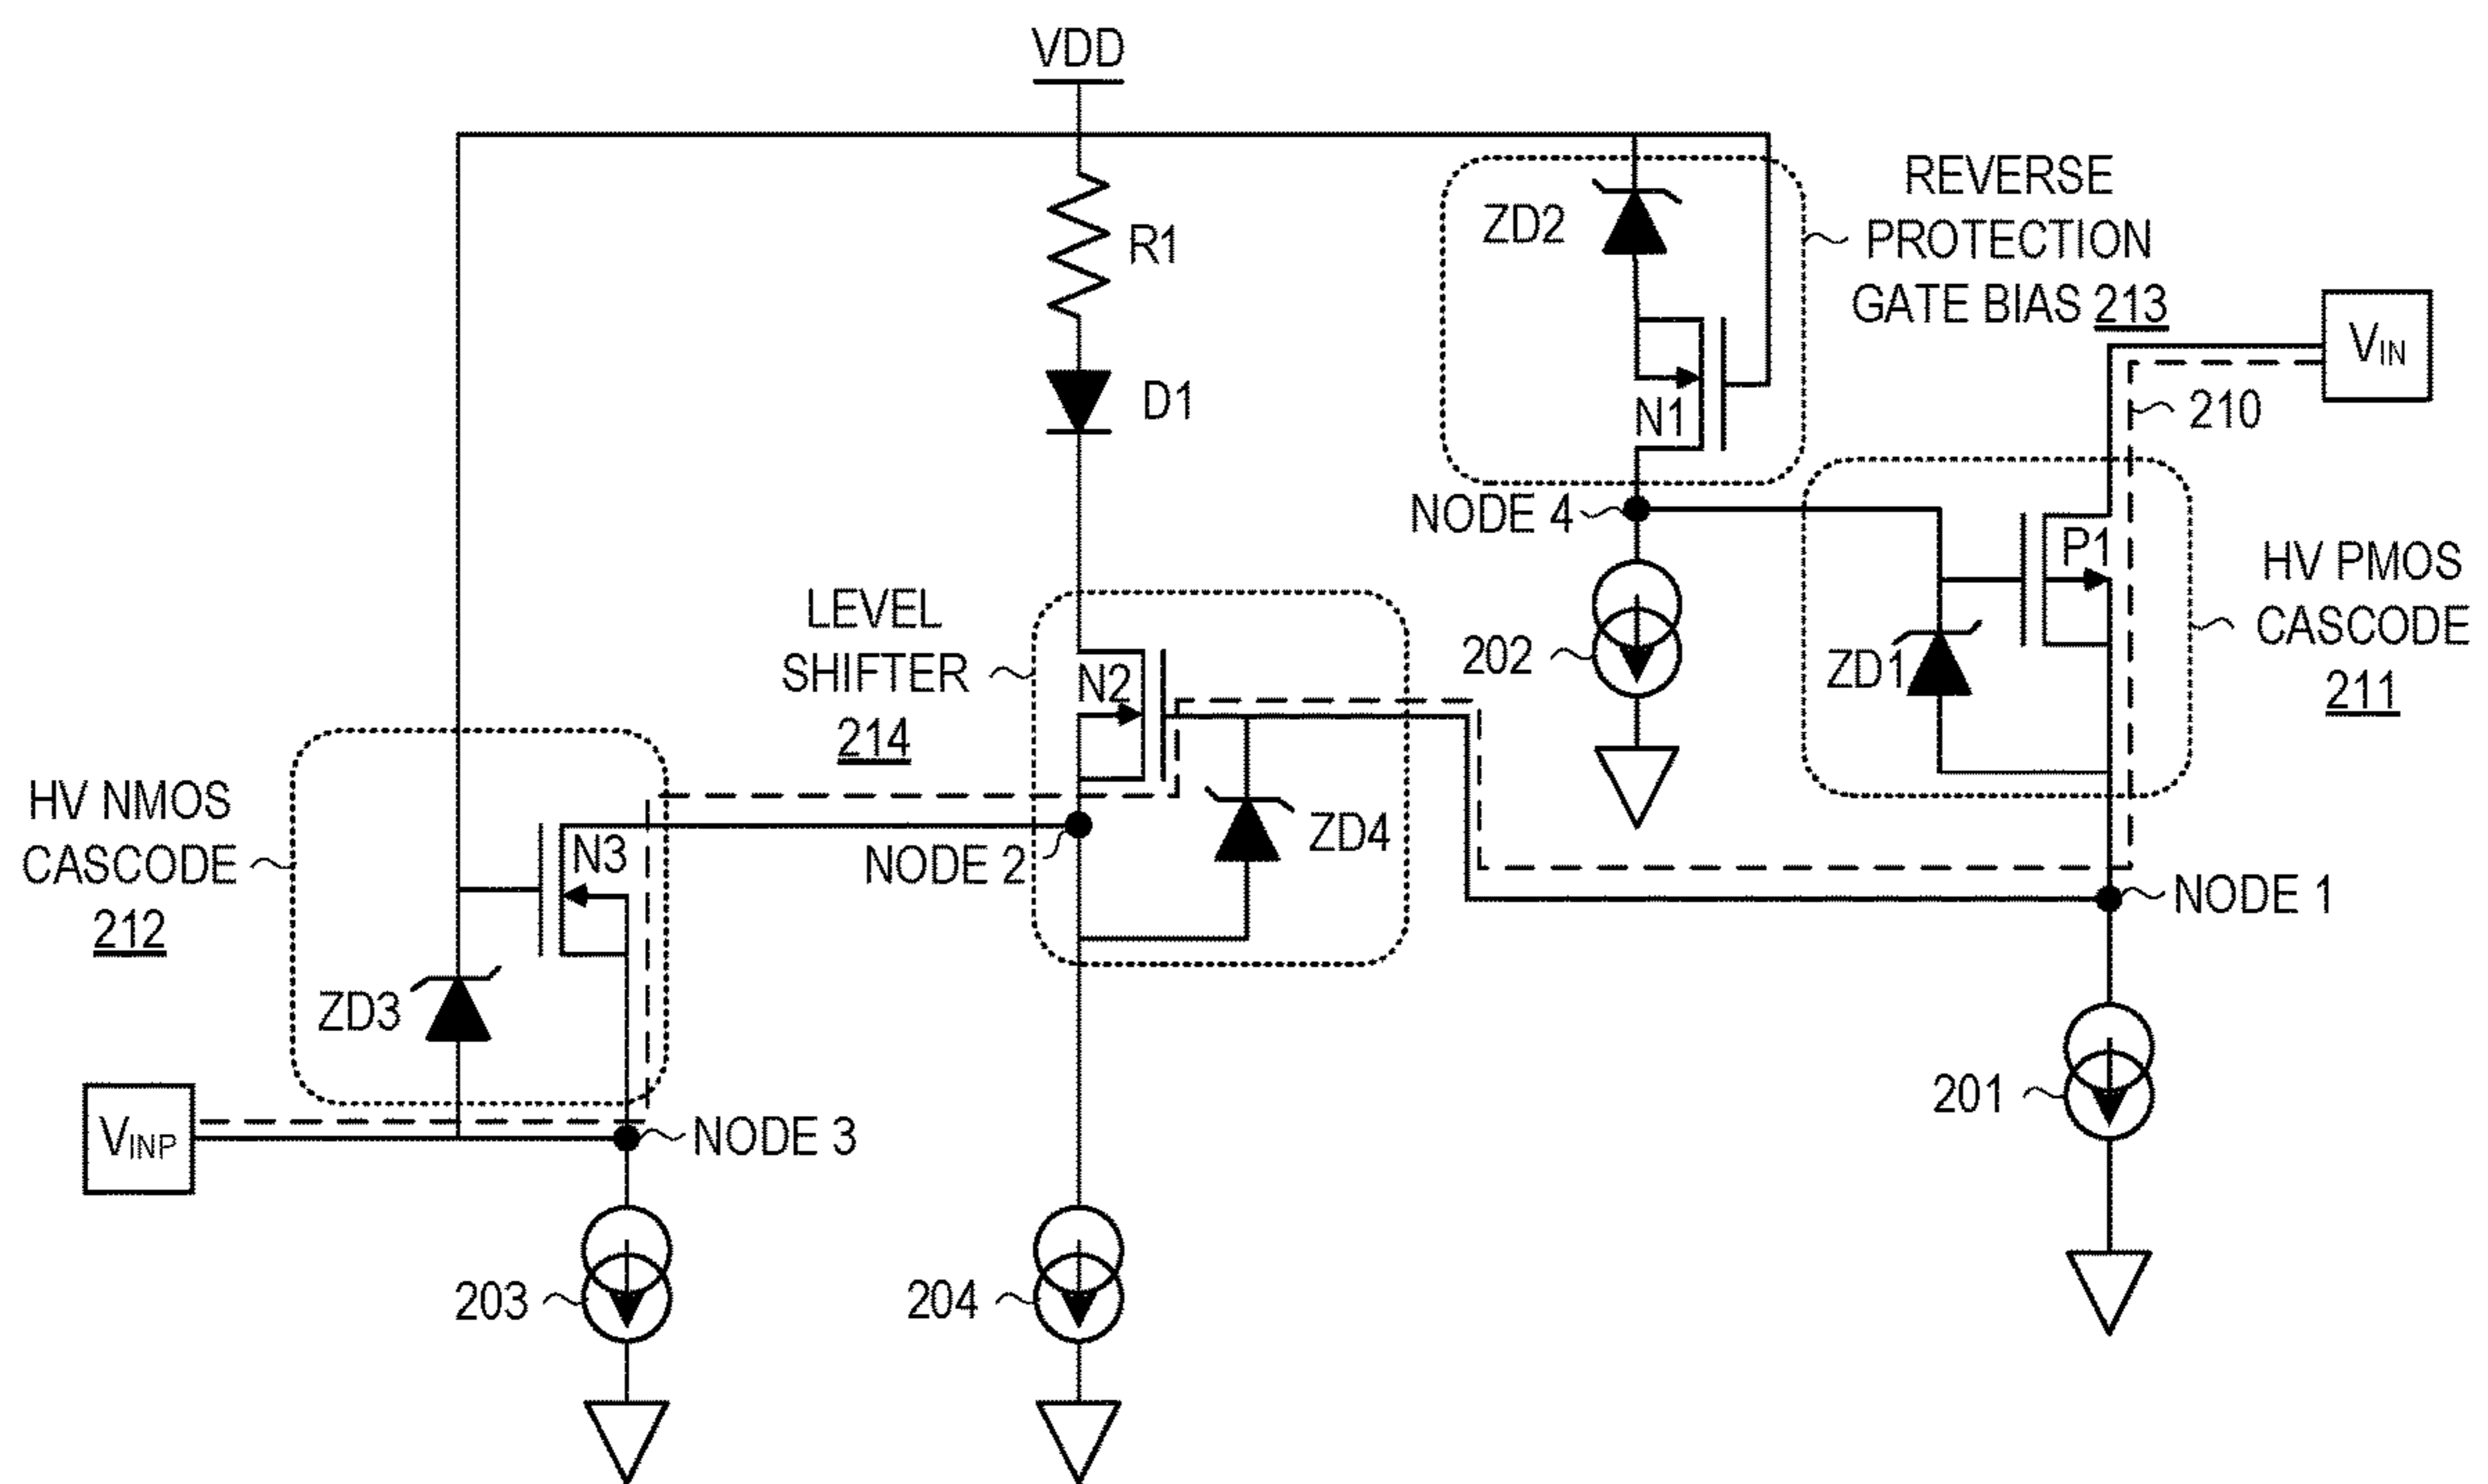 VDD
R1
D1
ZD2
N1
REVERSE
PROTECTION
GATE BIAS 213
VIN
210
NODE 4
202
P1
ZD1
HV PMOS
CASCODE
211
LEVEL
SHIFTER
214
N2
ZD4
NODE 2
HV NMOS
CASCODE
212
N3
ZD3
NODE 1
VINP
NODE 3
201
203
204